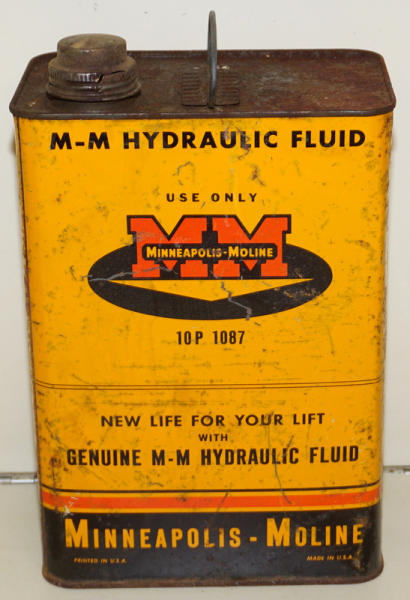 M-M HYDRAULIC FLUID
USE ONLY
MM
MINNEAPOLIS-MOLINE
10P 1087
NEW LIFE FOR YOUR LIFT
WITH
GENUINE M-M HYDRAULIC FLUID
MINNEAPOLIS - MOLINE
PRINTED IN U.S.A. MADE IN U.S.A.